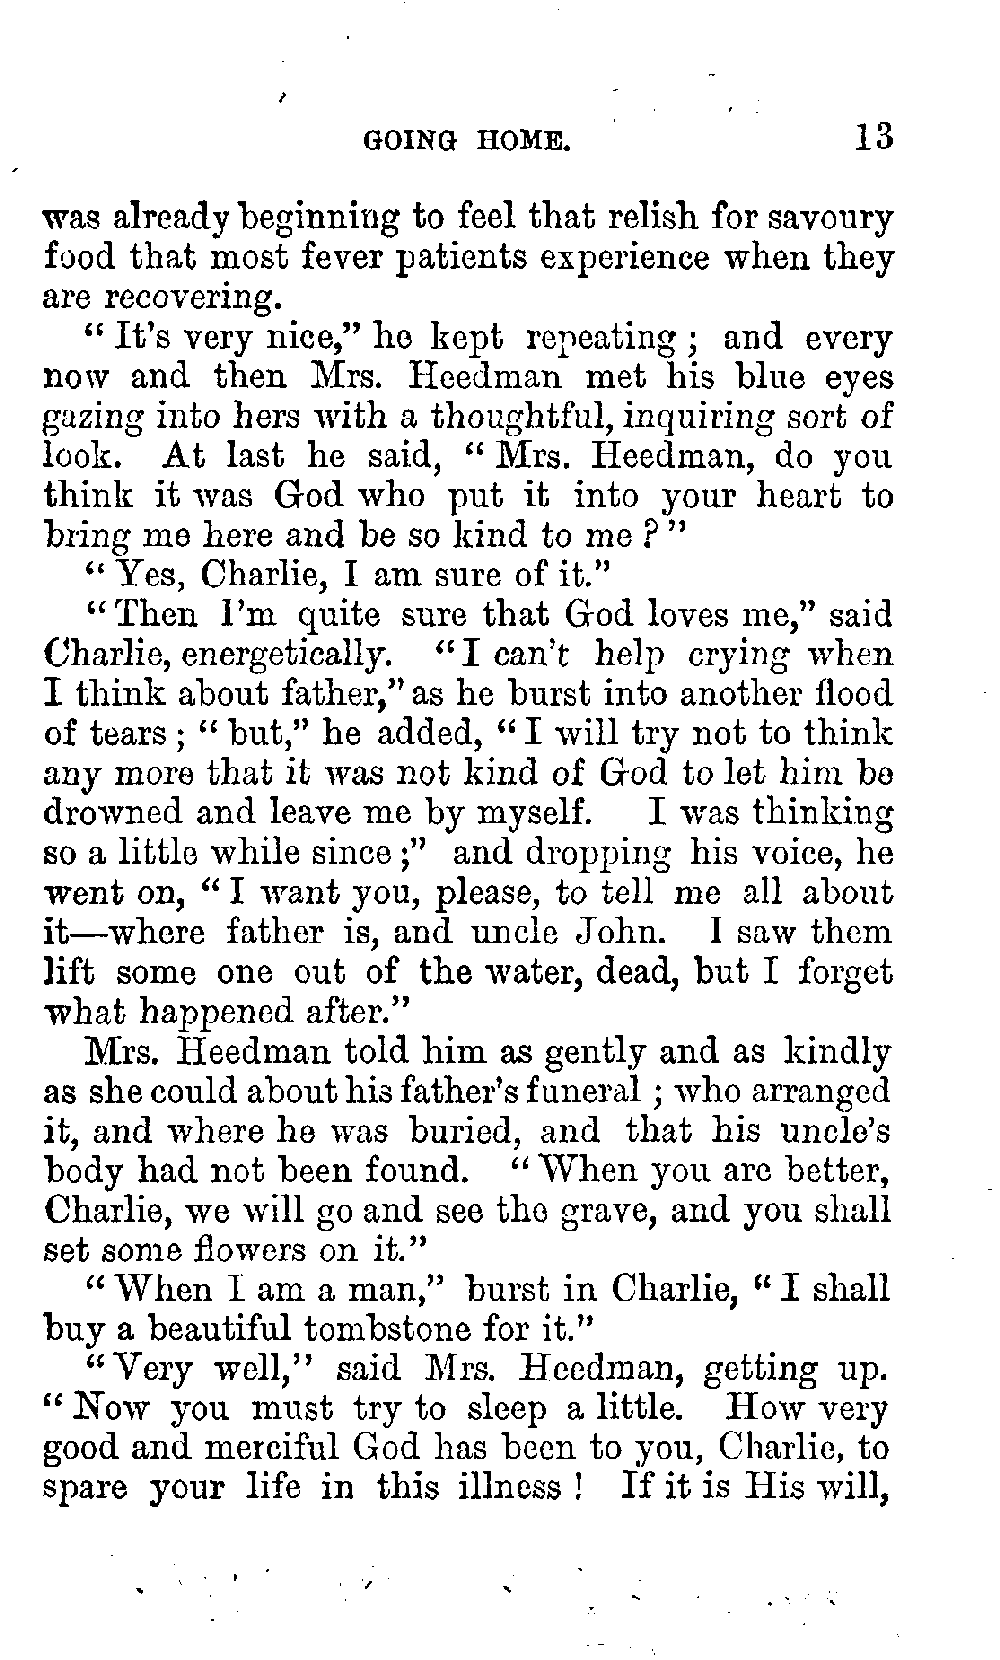 GOING HOME. 13
was already beginning to feel that relish for savoury
food that most fever patients experience when they
are recovering.
“ It's very nice,” he kept repeating ; and every
now and then Mrs. Heedman met his blue eyes
gazing into hers with a thoughtful, inquiring sort of
look. At last he said, “ Mrs. Heedman, do you
think it was God who put it into your heart to
bring me here and be so kind to me ? ”
“ Yes, Charlie, I am sure of it.”
“ Then I'm quite sure that God loves me,” said
Charlie, energetically. “ I can't help crying when
I think about father,” as he burst into another flood
of tears ; “ but,” he added, “ I will try not to think
any more that it was not kind of God to let him be
drowned and leave me by myself. I was thinking
so a little while since ;” and dropping his voice, he
went on, “ I want you, please, to tell me all about
it—where father is, and uncle John. I saw them
lift some one out of the water, dead, but I forget
what happened after.”
Mrs. Heedman told him as gently and as kindly
as she could about his father's funeral ; who arranged
it, and where he was buried, and that his uncle's
body had not been found. “ When you are better,
Charlie, we will go and see the grave, and you shall
set some flowers on it.”
“ When I am a man,” burst in Charlie, “ I shall
buy a beautiful tombstone for it.”
“ Very well,” said Mrs. Heedman, getting up.
“ Now you must try to sleep a little. How very
good and merciful God has been to you, Charlie, to
spare your life in this illness ! If it is His will,